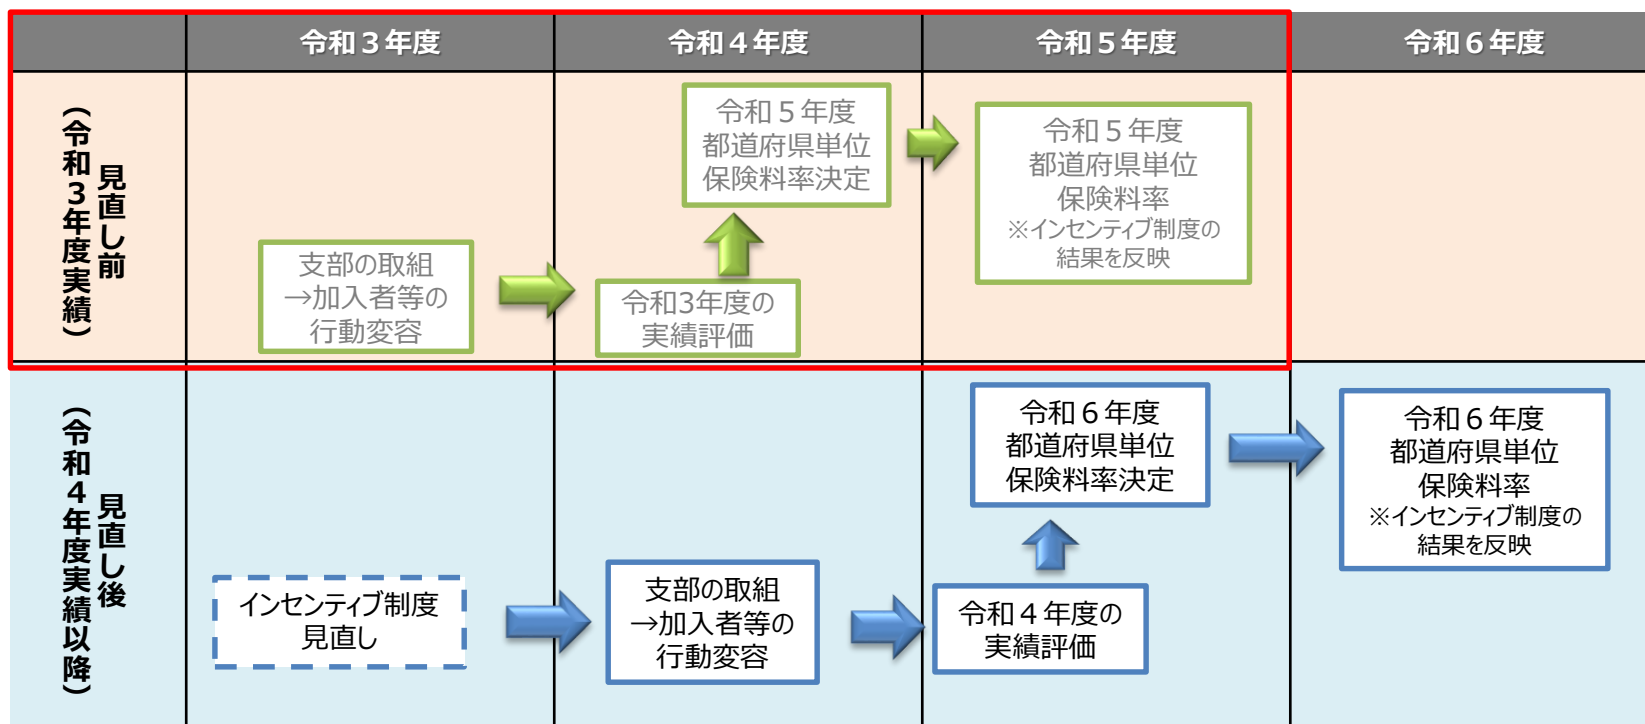 令和３年度
令和４年度
令和５年度
令和６年度
見直し前
（令和３年度実績）
支部の取組
→加入者等の
行動変容
令和3年度の
実績評価
令和５年度
都道府県単位
保険料率決定
令和５年度
都道府県単位
保険料率
※インセンティブ制度の
結果を反映
見直し後
（令和４年度実績以降）
インセンティブ制度
見直し
支部の取組
→加入者等の
行動変容
令和４年度の
実績評価
令和６年度
都道府県単位
保険料率決定
令和６年度
都道府県単位
保険料率
※インセンティブ制度の
結果を反映